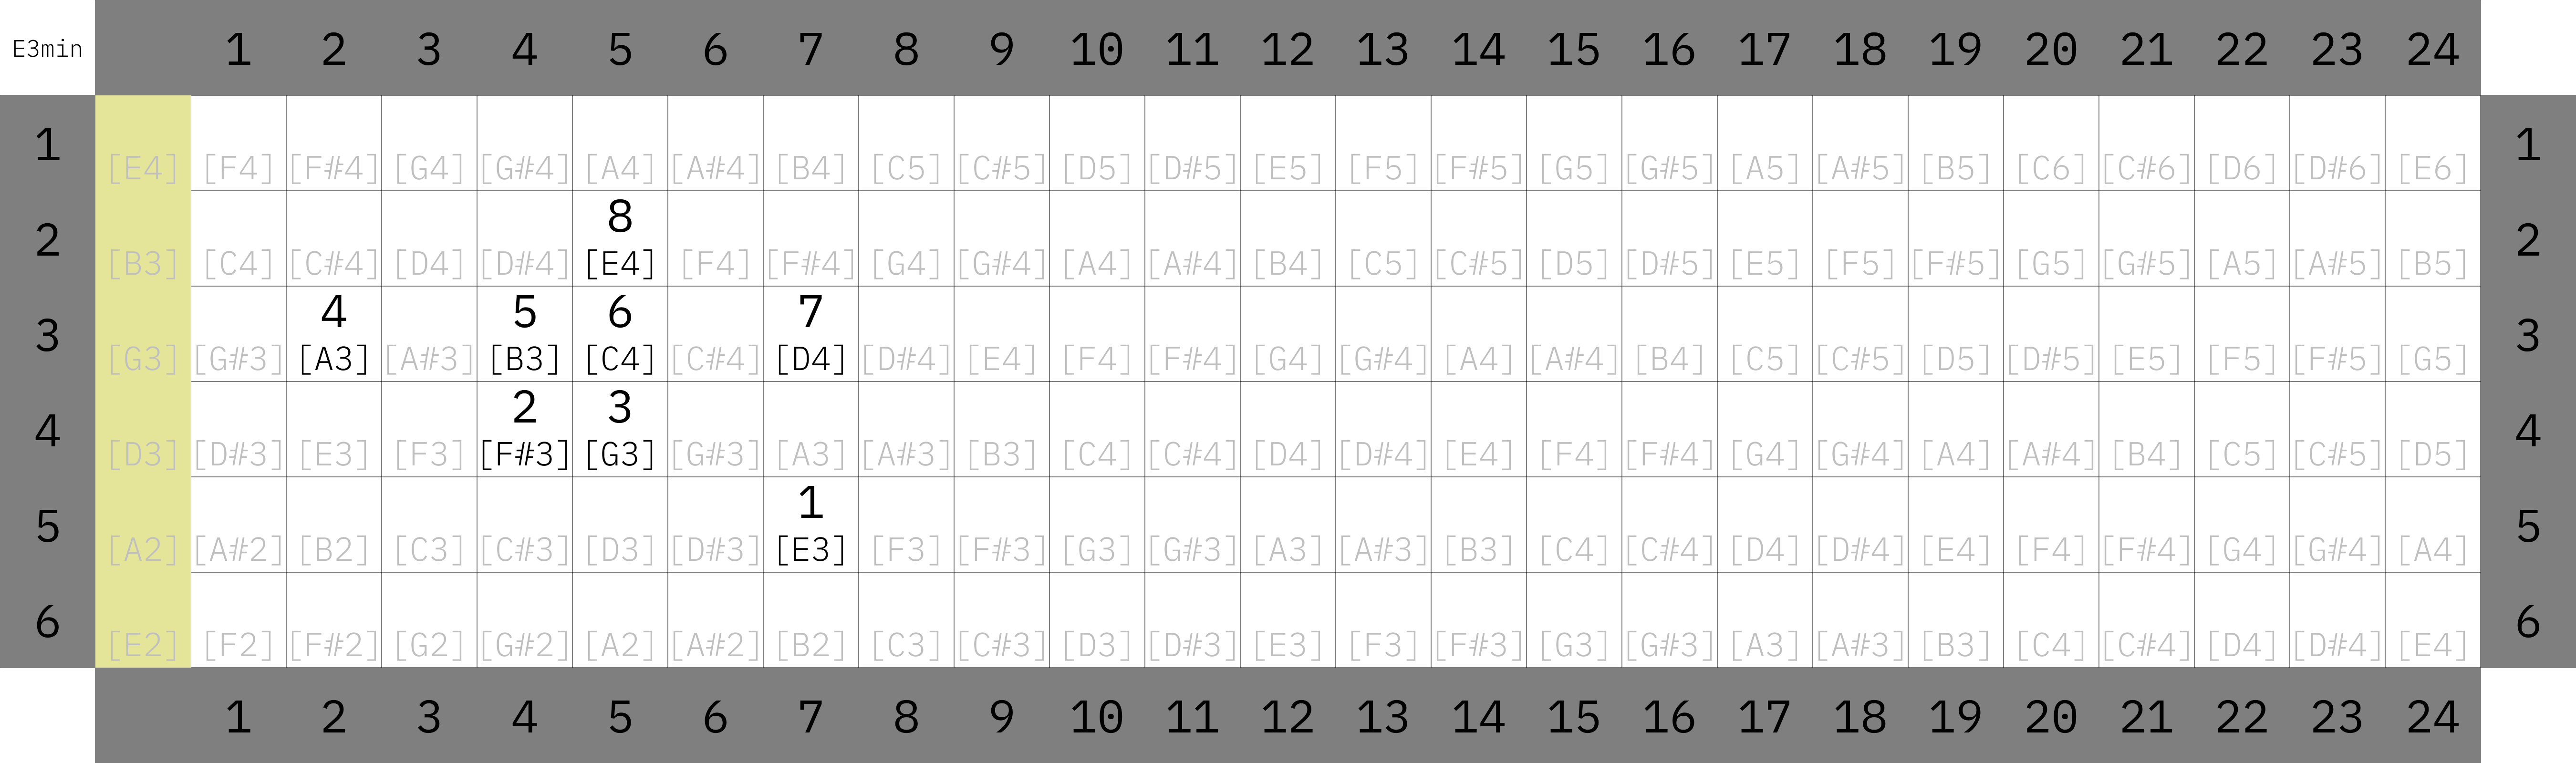 E3min 1 2 3 4 5 6 7 8 9 10 11 12 13 14 15 16 17 18 19 20 21 22 23 24
1 [E4] [F4] [F#4] [G4] [G#4] [A4] [A#4] [B4] [C5] [C#5] [D5] [D#5] [E5] [F5] [F#5] [G5] [G#5] [A5] [A#5] [B5] [C6] [C#6] [D6] [D#6] [E6] 1
8
2 [B3] [C4] [C#4] [D4] [D#4] [E4] [F4] [F#4] [G4] [G#4] [A4] [A#4] [B4] [C5] [C#5] [D5] [D#5] [E5] [F5] [F#5] [G5] [G#5] [A5] [A#5] [B5] 2
4 5 6 7
3 [G3] [G#3] [A3] [A#3] [B3] [C4] [C#4] [D4] [D#4] [E4] [F4] [F#4] [G4] [G#4] [A4] [A#4] [B4] [C5] [C#5] [D5] [D#5] [E5] [F5] [F#5] [G5] 3
2 3
4 [D3] [D#3] [E3] [F3] [F#3] [G3] [G#3] [A3] [A#3] [B3] [C4] [C#4] [D4] [D#4] [E4] [F4] [F#4] [G4] [G#4] [A4] [A#4] [B4] [C5] [C#5] [D5] 4
1
5 [A2] [A#2] [B2] [C3] [C#3] [D3] [D#3] [E3] [F3] [F#3] [G3] [G#3] [A3] [A#3] [B3] [C4] [C#4] [D4] [D#4] [E4] [F4] [F#4] [G4] [G#4] [A4] 5
6 [E2] [F2] [F#2] [G2] [G#2] [A2] [A#2] [B2] [C3] [C#3] [D3] [D#3] [E3] [F3] [F#3] [G3] [G#3] [A3] [A#3] [B3] [C4] [C#4] [D4] [D#4] [E4] 6
1 2 3 4 5 6 7 8 9 10 11 12 13 14 15 16 17 18 19 20 21 22 23 24